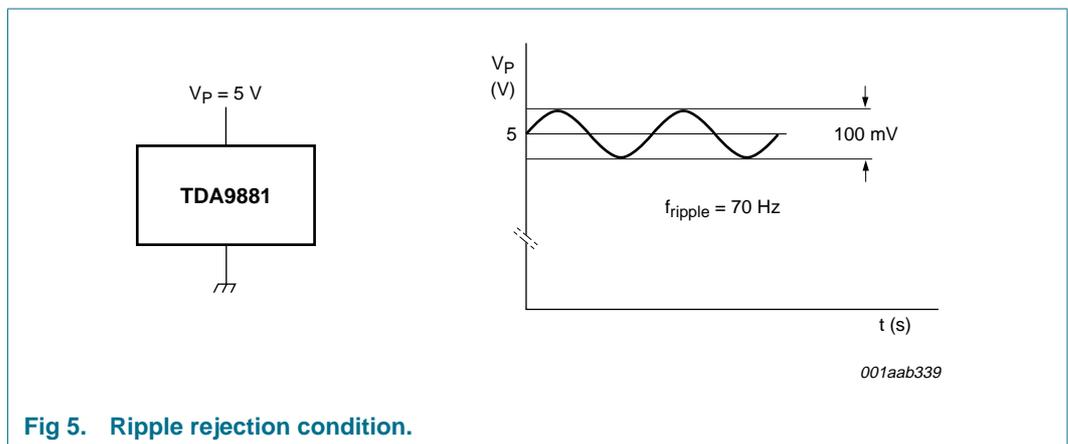 V_P = 5 V
TDA9881
V_P
(V)
5
100 mV
f_ripple = 70 Hz
t (s)
001aab339
Fig 5. Ripple rejection condition.